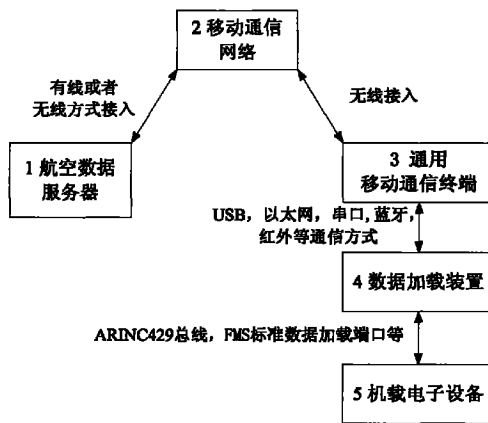 2 移动通信
网络
有线或者
无线方式接入
无线接入
1 航空数据
服务器
3 通用
移动通信终端
USB，以太网，串口，蓝牙，
红外等通信方式
4 数据加载装置
ARINC429总线，FMS标准数据加载端口等
5 机载电子设备